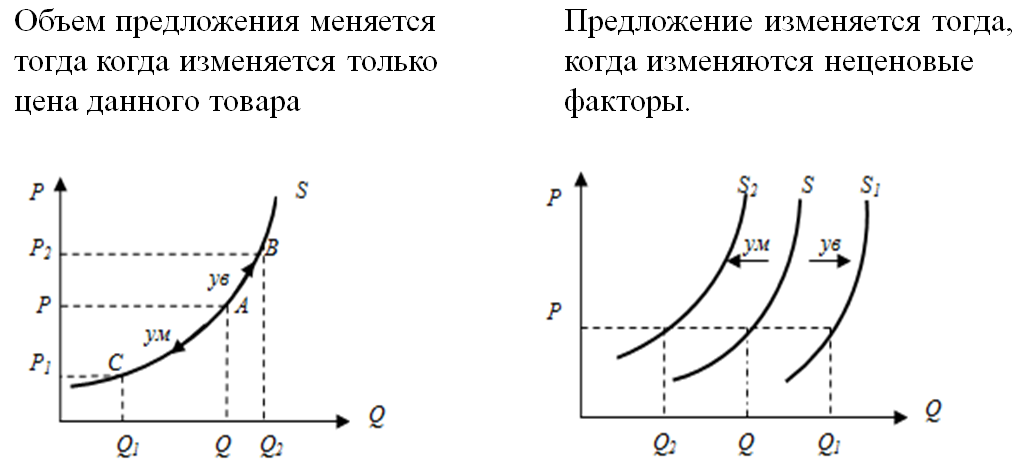 Объем предложения меняется
тогда когда изменяется только
цена данного товара
Предложение изменяется тогда,
когда изменяются неценовые
факторы.
P
S
P2
B
ув
P
A
ум
P1
C
Q
Q1
Q
Q2
P
S2
S
S1
ум
ув
P
Q
Q2
Q
Q1